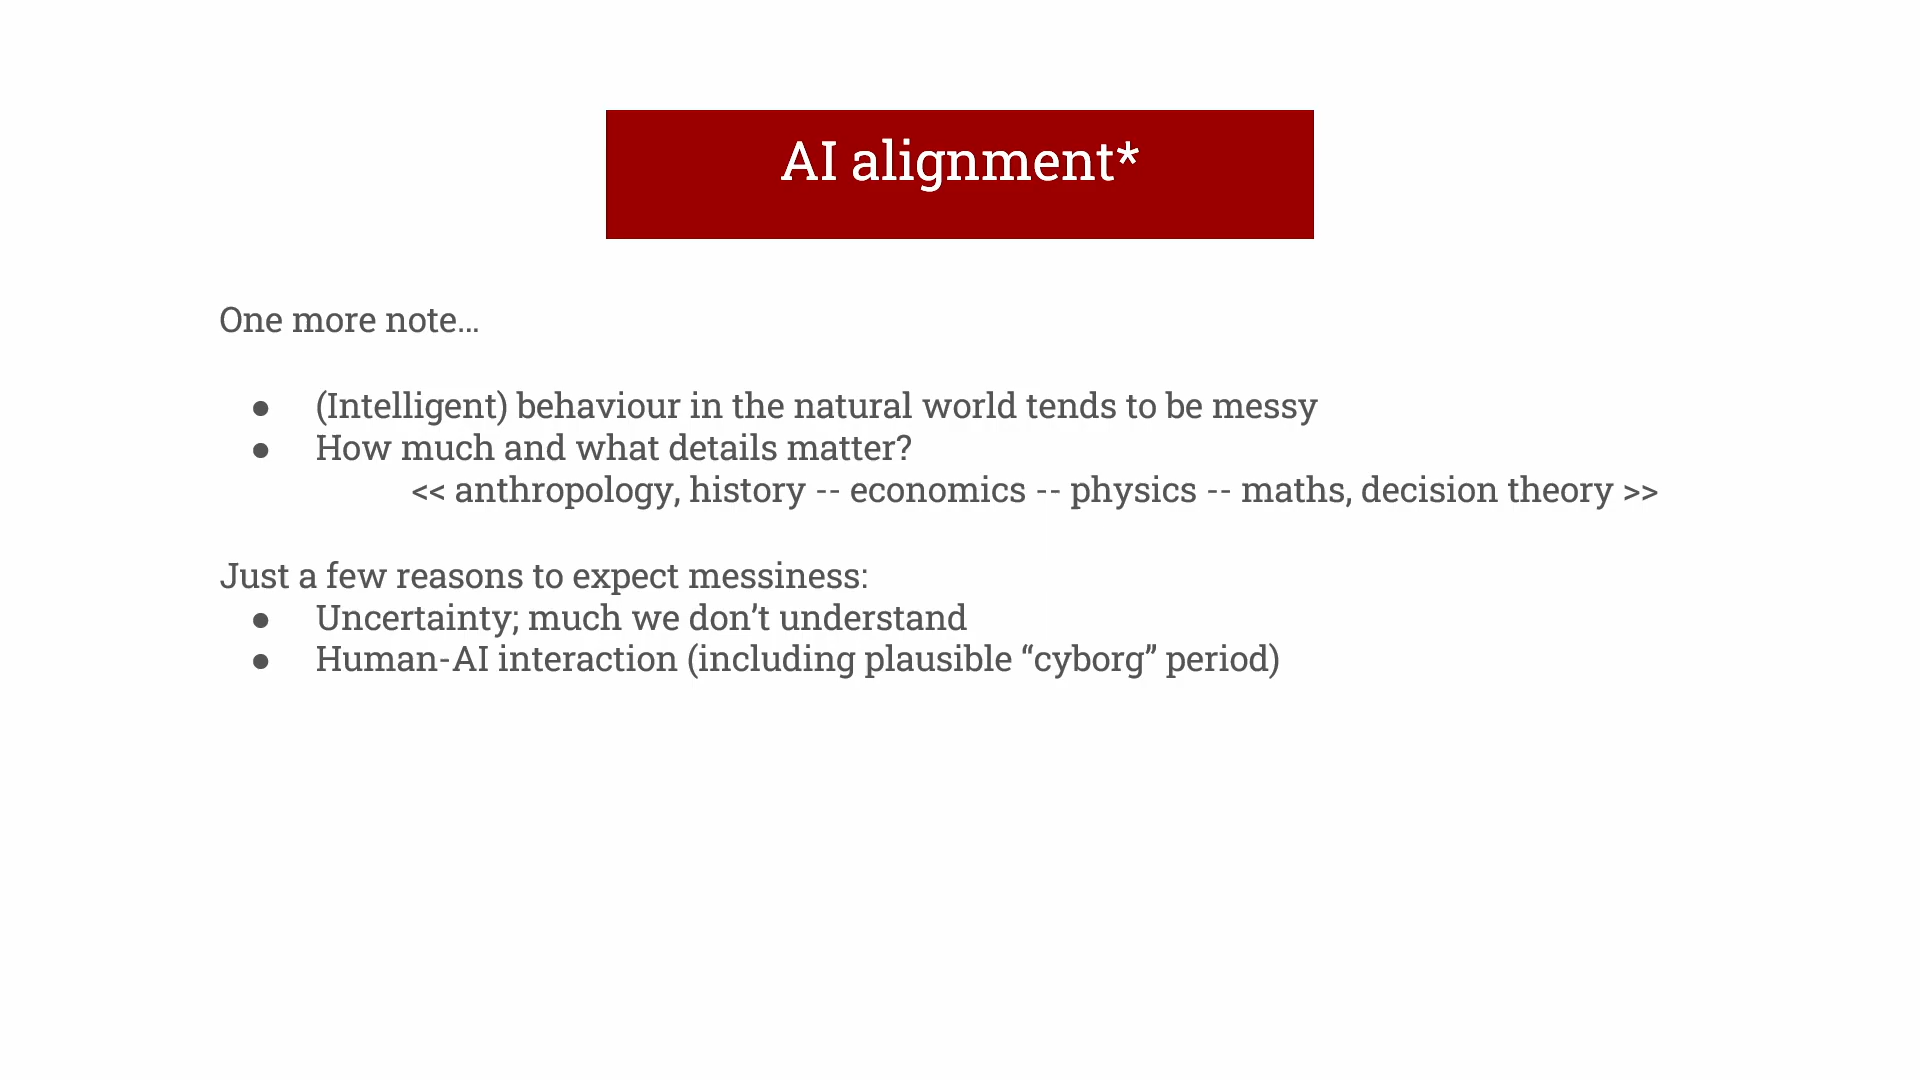 AI alignment*
One more note…
● (Intelligent) behaviour in the natural world tends to be messy
● How much and what details matter?
<< anthropology, history -- economics -- physics -- maths, decision theory >>
Just a few reasons to expect messiness:
● Uncertainty; much we don’t understand
● Human-AI interaction (including plausible “cyborg” period)